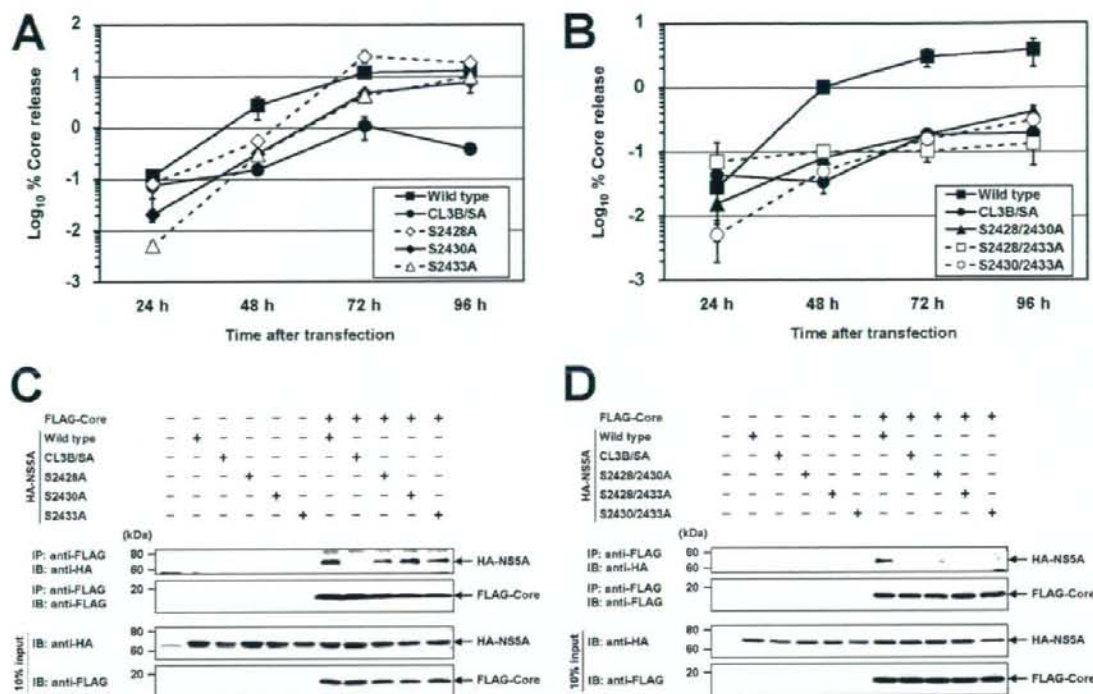 A
Log10 % Core release
2
1
0
-1
-2
-3
24 h 48 h 72 h 96 h
Time after transfection
Wild type
CL3B/SA
S2428A
S2430A
S2433A
B
Log10 % Core release
1
0
-1
-2
-3
24 h 48 h 72 h 96 h
Time after transfection
Wild type
CL3B/SA
S2428/2430A
S2428/2433A
S2430/2433A
C
FLAG-Core - - - - - - + + + + +
HA-NS5A
Wild type - + - - - - + - - - -
CL3B/SA - - + - - - - + - - -
S2428A - - - + - - - - + - -
S2430A - - - - + - - - - + -
S2433A - - - - - + - - - - +
(kDa)
IP: anti-FLAG
IB: anti-HA
80
60
HA-NS5A
IP: anti-FLAG
IB: anti-FLAG
20
FLAG-Core
10% input
IB: anti-HA
80
60
HA-NS5A
IB: anti-FLAG
20
FLAG-Core
D
FLAG-Core - - - - - - + + + + +
HA-NS5A
Wild type - + - - - - + - - - -
CL3B/SA - - + - - - - + - - -
S2428/2430A - - - + - - - - + - -
S2428/2433A - - - - + - - - - + -
S2430/2433A - - - - - + - - - - +
(kDa)
IP: anti-FLAG
IB: anti-HA
80
60
HA-NS5A
IP: anti-FLAG
IB: anti-FLAG
20
FLAG-Core
10% input
IB: anti-HA
80
60
HA-NS5A
IB: anti-FLAG
20
FLAG-Core